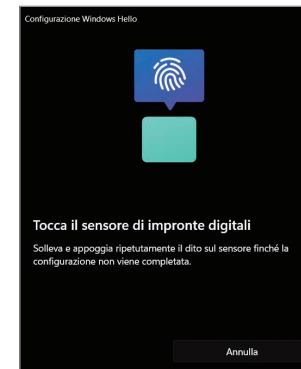 Configurazione Windows Hello
Tocca il sensore di impronte digitali
Solleva e appoggia ripetutamente il dito sul sensore finché la
configurazione non viene completata.
Annulla